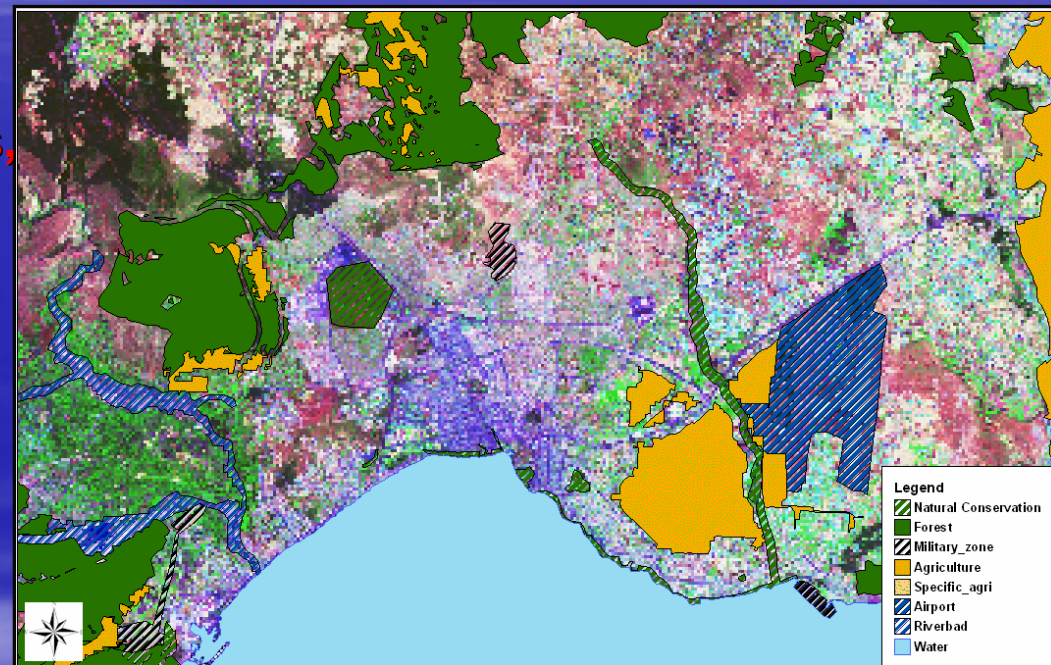 Legend
Natural Conservation
Forest
Military_zone
Agriculture
Specific_agri
Airport
Riverbad
Water